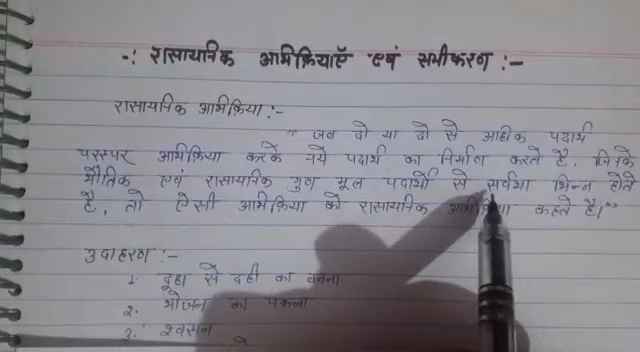 -: रासायनिक अभिक्रियाएँ एवं समीकरण :-
रासायनिक अभिक्रिया :-
"जब दो या दो से अधिक पदार्थ
परस्पर अभिक्रिया करके नये पदार्थ का निर्माण करते है, जिनके
भौतिक एवं रासायनिक गुण मूल पदार्थो से सर्वथा भिन्न होते
है, तो ऐसी अभिक्रिया को रासायनिक अभिक्रिया कहते है।"
उदाहरण :-
1. दूध से दही का बनना
2. भोजन का पकना
3. श्वसन